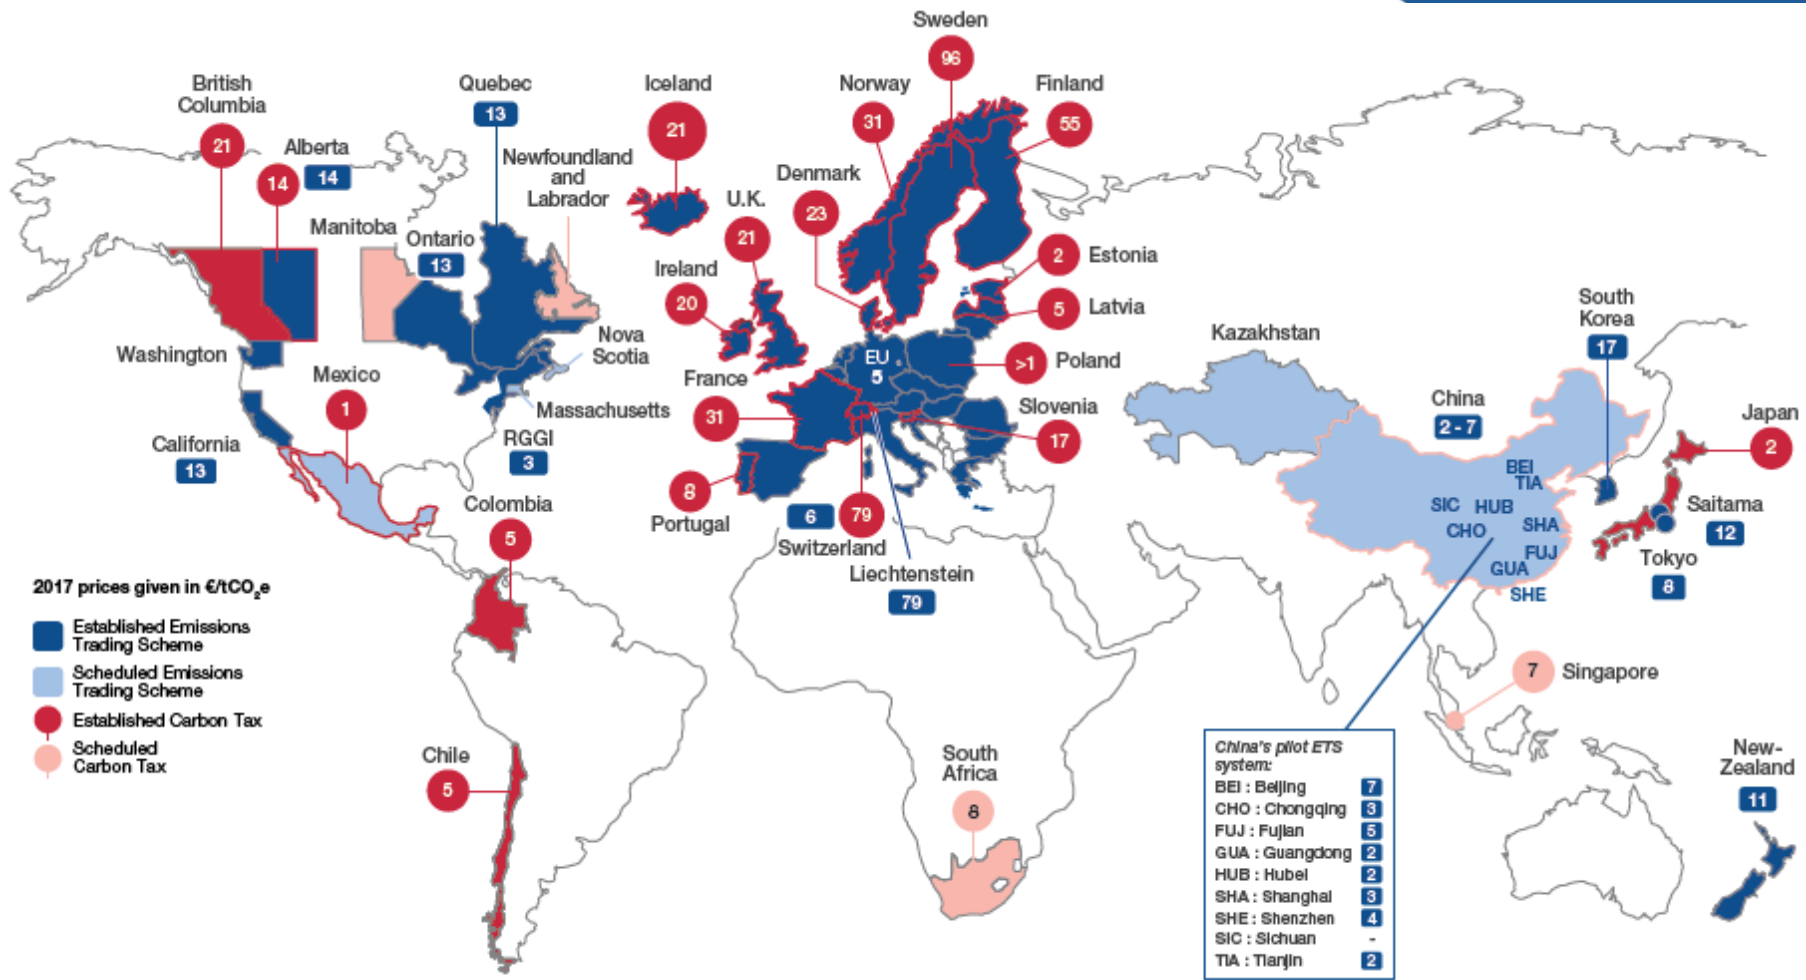 Sweden
96
British
Columbia
21
Alberta
14
14
Quebec
13
Iceland
21
Norway
31
Finland
55
Newfoundland
and
Labrador
Denmark
23
U.K.
21
Manitoba
Ontario
13
Ireland
20
2
Estonia
5
Latvia
South
Korea
17
Kazakhstan
Washington
Nova
Scotia
EU
5
>1
Poland
Mexico
1
France
31
Massachusetts
Slovenia
17
China
2 - 7
Japan
2
California
13
RGGI
3
Colombia
5
8
Portugal
6
79
Switzerland
Liechtenstein
79
BEI
TIA
SIC
HUB
CHO
SHA
FUJ
GUA
SHE
Saitama
12
Tokyo
8
2017 prices given in €/tCO₂e
Established Emissions
Trading Scheme
Scheduled Emissions
Trading Scheme
Established Carbon Tax
Scheduled
Carbon Tax
Chile
5
South
Africa
8
7
Singapore
New-
Zealand
11
China's pilot ETS
system:
BEI : Beijing 7
CHO : Chongqing 3
FUJ : Fujian 5
GUA : Guangdong 2
HUB : Hubei 2
SHA : Shanghai 3
SHE : Shenzhen 4
SIC : Sichuan -
TIA : Tianjin 2